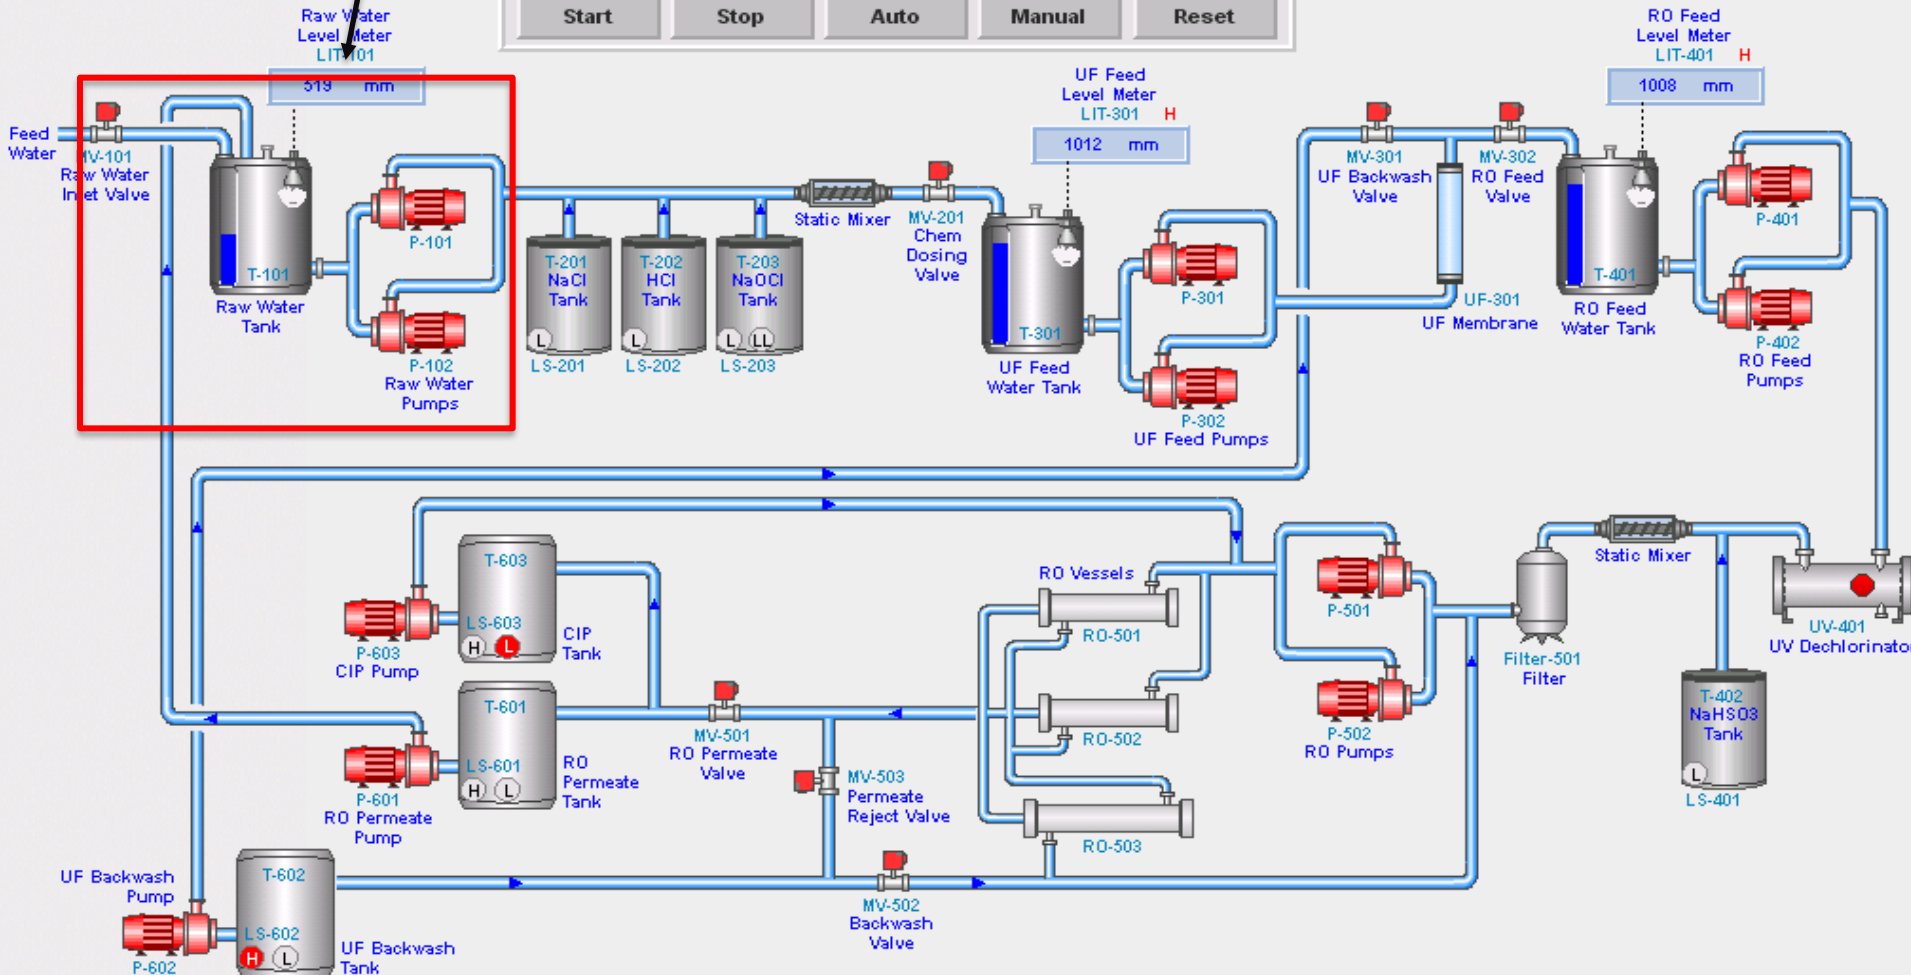 Start
Stop
Auto
Manual
Reset
Raw Water
Level Meter
LIT-101
519 mm
RO Feed
Level Meter
LIT-401 H
1008 mm
UF Feed
Level Meter
LIT-301 H
1012 mm
Feed
Water
MV-101
Raw Water
Inlet Valve
T-101
Raw Water
Tank
P-101
P-102
Raw Water
Pumps
T-201
NaCl
Tank
L
LS-201
T-202
HCl
Tank
L
LS-202
T-203
NaOCl
Tank
L LL
LS-203
Static Mixer
MV-201
Chem
Dosing
Valve
T-301
UF Feed
Water Tank
P-301
P-302
UF Feed Pumps
MV-301
UF Backwash
Valve
MV-302
RO Feed
Valve
UF-301
UF Membrane
T-401
RO Feed
Water Tank
P-401
P-402
RO Feed
Pumps
T-603
LS-603
H L
CIP
Tank
P-603
CIP Pump
T-601
LS-601
H L
RO
Permeate
Tank
P-601
RO Permeate
Pump
MV-501
RO Permeate
Valve
MV-503
Permeate
Reject Valve
RO Vessels
RO-501
RO-502
RO-503
P-501
P-502
RO Pumps
Filter-501
Filter
Static Mixer
UV-401
UV Dechlorinator
T-402
NaHSO3
Tank
L
LS-401
UF Backwash
Pump
P-602
T-602
LS-602
H L
UF Backwash
Tank
MV-502
Backwash
Valve